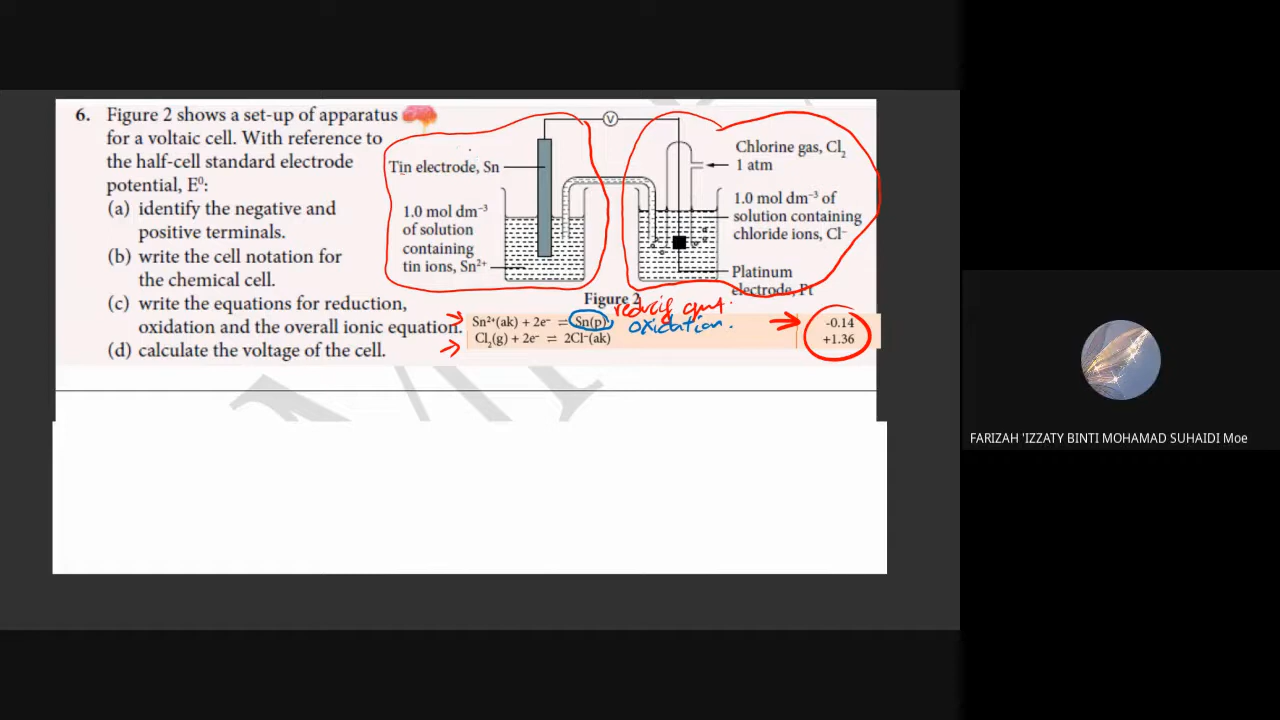 6. Figure 2 shows a set-up of apparatus
for a voltaic cell. With reference to
the half-cell standard electrode
potential, E⁰:
(a) identify the negative and
positive terminals.
(b) write the cell notation for
the chemical cell.
(c) write the equations for reduction,
oxidation and the overall ionic equation.
(d) calculate the voltage of the cell.
V
Tin electrode, Sn
1.0 mol dm⁻³
of solution
containing
tin ions, Sn²⁺
Chlorine gas, Cl₂
1 atm
1.0 mol dm⁻³ of
solution containing
chloride ions, Cl⁻
Platinum
electrode, Pt
Figure 2
oxidation.
Sn²⁺(ak) + 2e⁻ ⇌ Sn(p) -0.14
Cl₂(g) + 2e⁻ ⇌ 2Cl⁻(ak) +1.36
FARIZAH 'IZZATY BINTI MOHAMAD SUHAIDI Moe